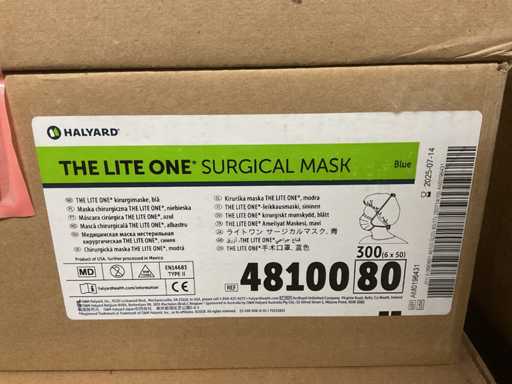 HALYARD*
THE LITE ONE* SURGICAL MASK
Blue
2025-07-14
THE LITE ONE* kirurgimaske, blå
Maska chirurgiczna THE LITE ONE*, niebieska
Máscara cirúrgica THE LITE ONE*, azul
Mască chirurgicală THE LITE ONE*, albastră
Медицинская маска нестерильная
хирургическая THE LITE ONE*, синяя
Chirurgická maska THE LITE ONE*, modrá
Kirurška maska THE LITE ONE*, modra
THE LITE ONE*-leikkausmaski, sininen
THE LITE ONE* kirurgiskt munskydd, blått
THE LITE ONE* Ameliyat Maskesi, mavi
ライトワン サージカルマスク、青
THE LITE ONE*手术口罩, 蓝色
Product of USA, further processed in Mexico
MD
EN14683
TYPE II
halyardhealth.com/information
REF
48100
80
300 (6 x 50)
AM0196431